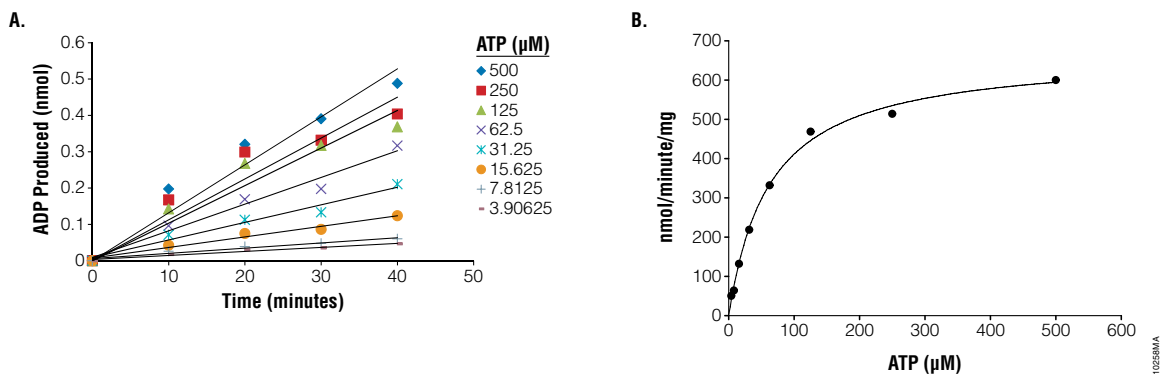 A.
0.6
0.5
0.4
0.3
0.2
0.1
0
0 10 20 30 40 50
ADP Produced (nmol)
Time (minutes)
ATP (µM)
500
250
125
62.5
31.25
15.625
7.8125
3.90625
B.
700
600
500
400
300
200
100
0
0 100 200 300 400 500 600
nmol/minute/mg
ATP (µM)
10258MA